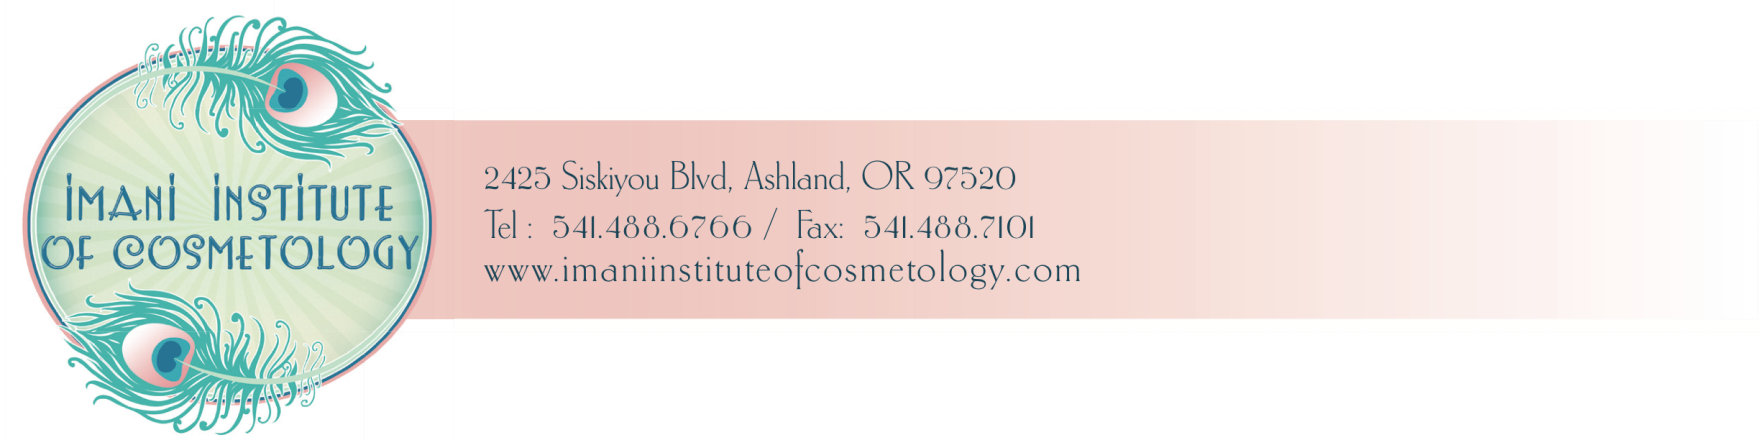 IMANI INSTITUTE
OF COSMETOLOGY
2425 Siskiyou Blvd, Ashland, OR 97520
Tel : 541.488.6766 / Fax: 541.488.7101
www.imaniinstituteofcosmetology.com